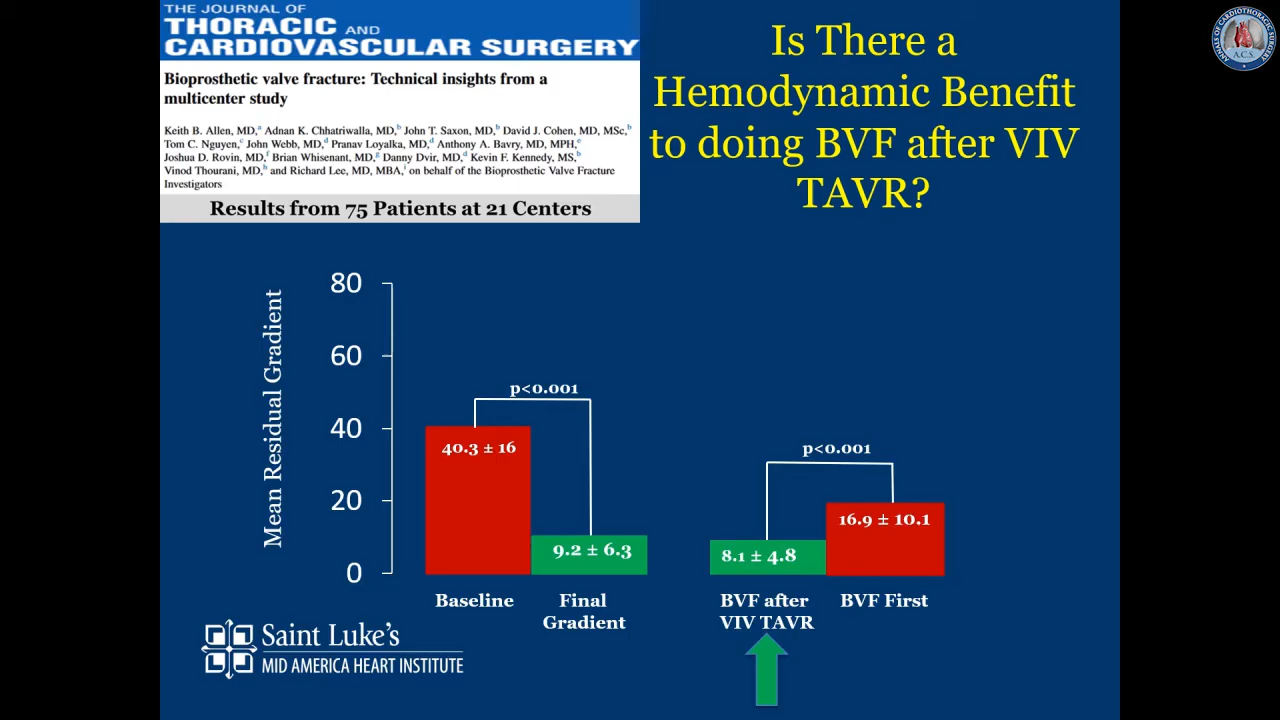 THE JOURNAL OF
THORACIC AND
CARDIOVASCULAR SURGERY
Bioprosthetic valve fracture: Technical insights from a
multicenter study
Keith B. Allen, MD,a Adnan K. Chhatriwalla, MD,b John T. Saxon, MD,b David J. Cohen, MD, MSc,b
Tom C. Nguyen, MD,c John Webb, MD,d Pranav Loyalka, MD,d Anthony A. Bavry, MD, MPH,e
Joshua D. Rovin, MD,f Brian Whisenant, MD,g Danny Dvir, MD,d Kevin F. Kennedy, MS,b
Vinod Thourani, MD,h and Richard Lee, MD, MBA,i on behalf of the Bioprosthetic Valve Fracture
Investigators
Results from 75 Patients at 21 Centers
Is There a
Hemodynamic Benefit
to doing BVF after VIV
TAVR?
ANNALS OF CARDIOTHORACIC SURGERY
A C S
Mean Residual Gradient
80
60
40
20
0
p<0.001
40.3 ± 16
9.2 ± 6.3
p<0.001
8.1 ± 4.8
16.9 ± 10.1
Baseline
Final
Gradient
BVF after
VIV TAVR
BVF First
Saint Luke's
MID AMERICA HEART INSTITUTE